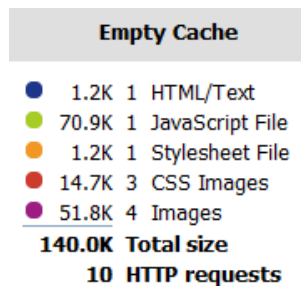 Empty Cache
1.2K 1 HTML/Text
70.9K 1 JavaScript File
1.2K 1 Stylesheet File
14.7K 3 CSS Images
51.8K 4 Images
140.0K Total size
10 HTTP requests